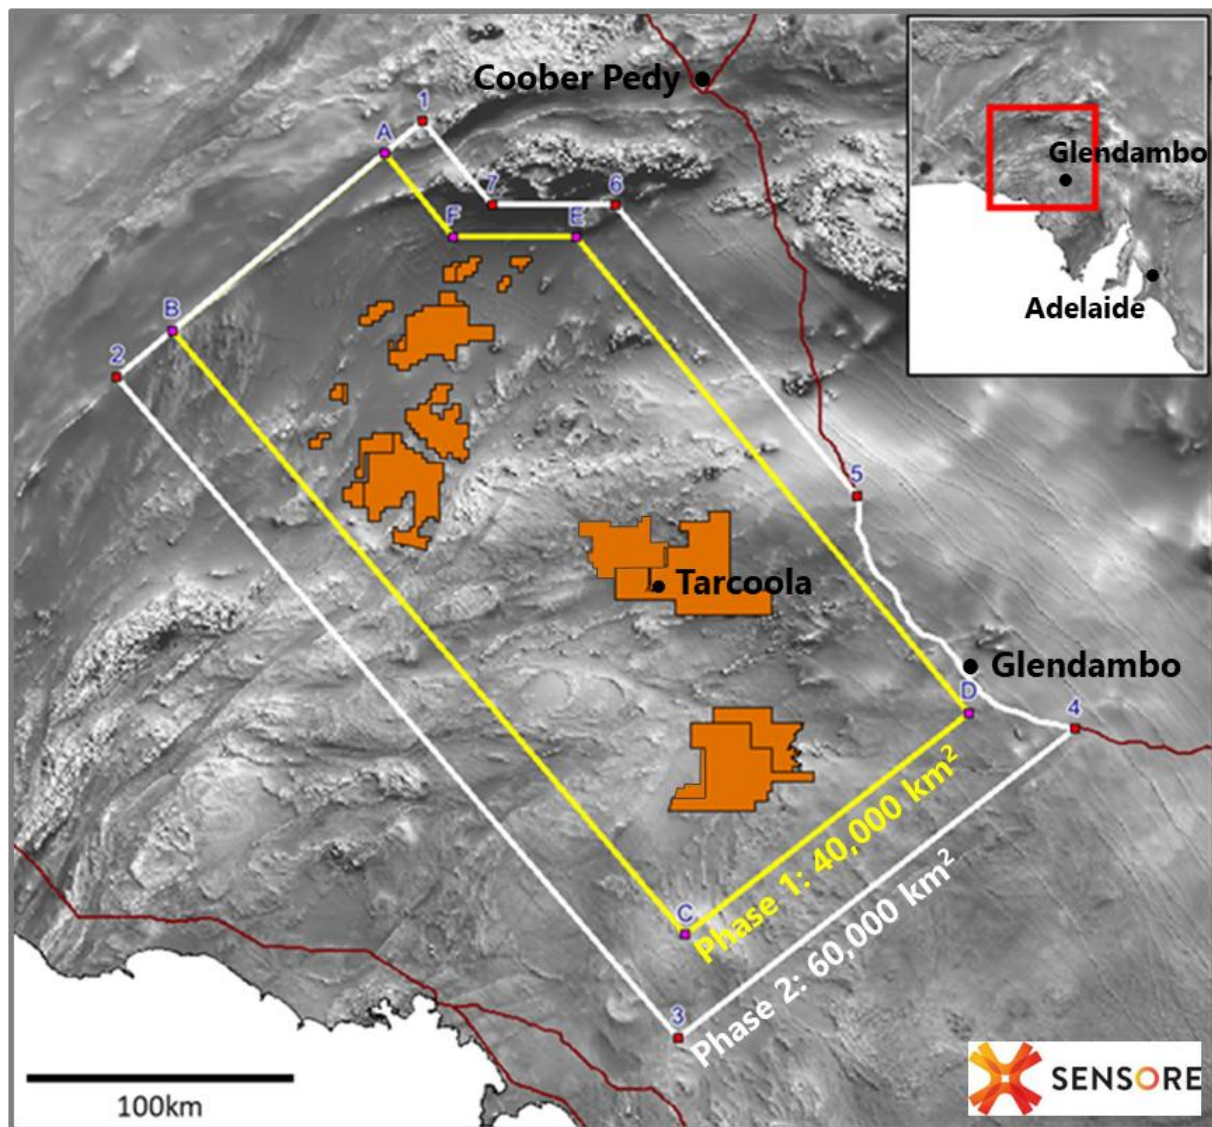 Coober Pedy
1
A
7
6
F
E
B
2
5
Tarcoola
Glendambo
D
4
C
3
Phase 1: 40,000 km²
Phase 2: 60,000 km²
100km
Glendambo
Adelaide
SENSORE